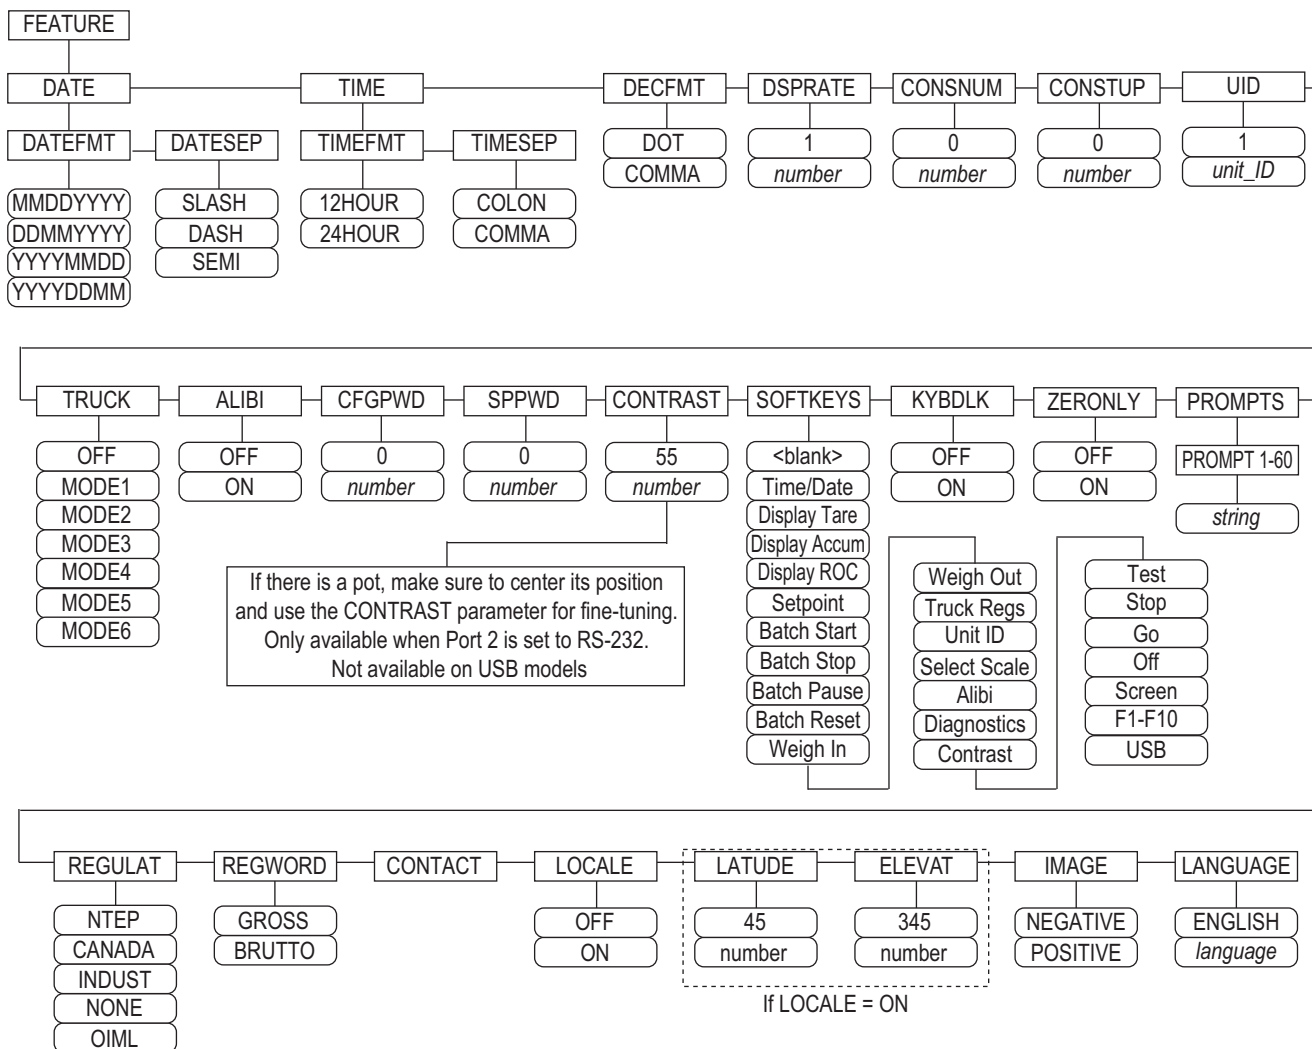 FEATURE
DATE
TIME
DECFMT
DSPRATE
CONSNUM
CONSTUP
UID
DATEFMT
DATESEP
TIMEFMT
TIMESEP
DOT
COMMA
1
number
0
number
0
number
1
unit_ID
MMDDYYYY
DDMMYYYY
YYYYMMDD
YYYYDDMM
SLASH
DASH
SEMI
12HOUR
24HOUR
COLON
COMMA
TRUCK
ALIBI
CFGPWD
SPPWD
CONTRAST
SOFTKEYS
KYBDLK
ZERONLY
PROMPTS
OFF
MODE1
MODE2
MODE3
MODE4
MODE5
MODE6
OFF
ON
0
number
0
number
55
number
If there is a pot, make sure to center its position
and use the CONTRAST parameter for fine-tuning.
Only available when Port 2 is set to RS-232.
Not available on USB models
<blank>
Time/Date
Display Tare
Display Accum
Display ROC
Setpoint
Batch Start
Batch Stop
Batch Pause
Batch Reset
Weigh In
OFF
ON
OFF
ON
PROMPT 1-60
string
Weigh Out
Truck Regs
Unit ID
Select Scale
Alibi
Diagnostics
Contrast
Test
Stop
Go
Off
Screen
F1-F10
USB
REGULAT
REGWORD
CONTACT
LOCALE
LATUDE
ELEVAT
IMAGE
LANGUAGE
NTEP
CANADA
INDUST
NONE
OIML
GROSS
BRUTTO
OFF
ON
45
number
345
number
If LOCALE = ON
NEGATIVE
POSITIVE
ENGLISH
language